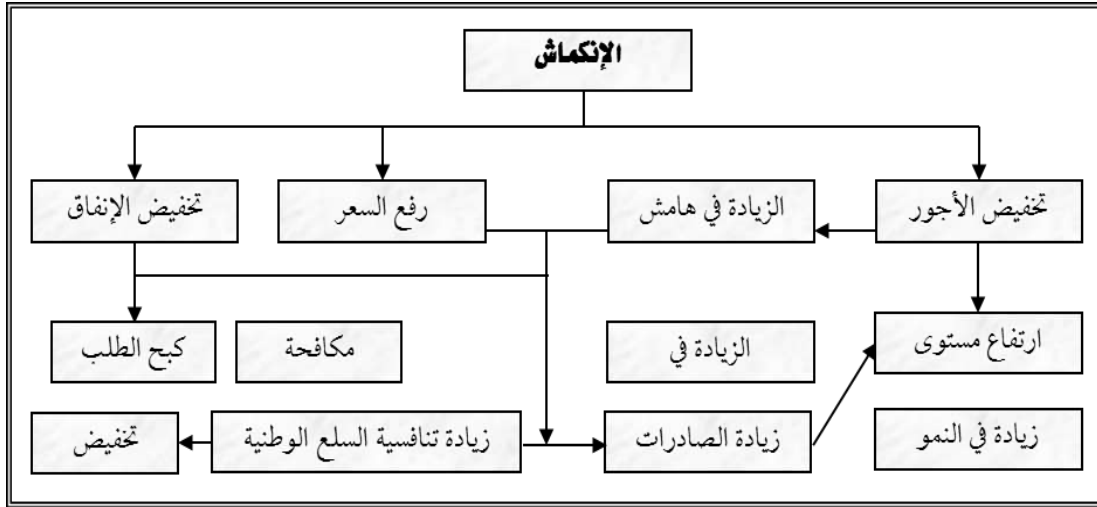 الإنكماش
تخفيض الأجور
الزيادة في هامش
رفع السعر
تخفيض الإنفاق
ارتفاع مستوى
الزيادة في
مكافحة
كبح الطلب
زيادة في النمو
زيادة الصادرات
زيادة تنافسية السلع الوطنية
تخفيض